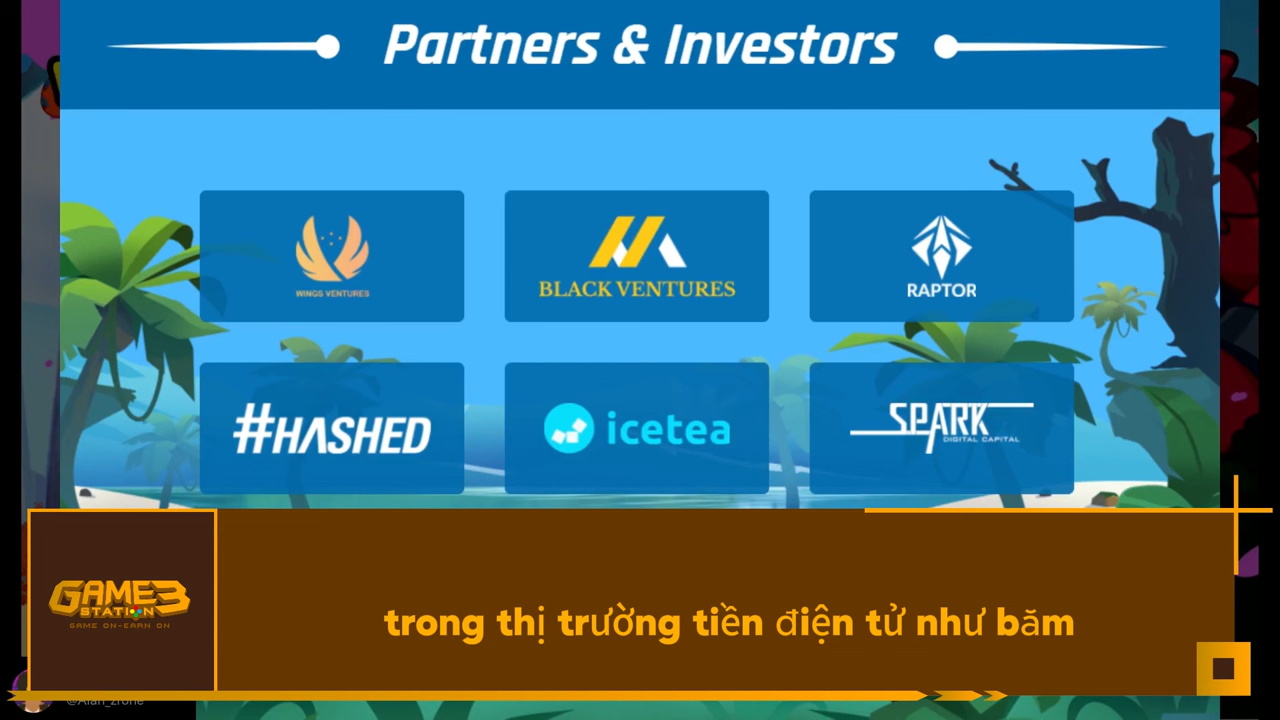 Partners & Investors
WINGS VENTURES
BLACK VENTURES
RAPTOR
#HASHED
icetea
SPARK
DIGITAL CAPITAL
GAME3
STATION
GAME ON-EARN ON
trong thị trường tiền điện tử như băm
@Alan_zrone